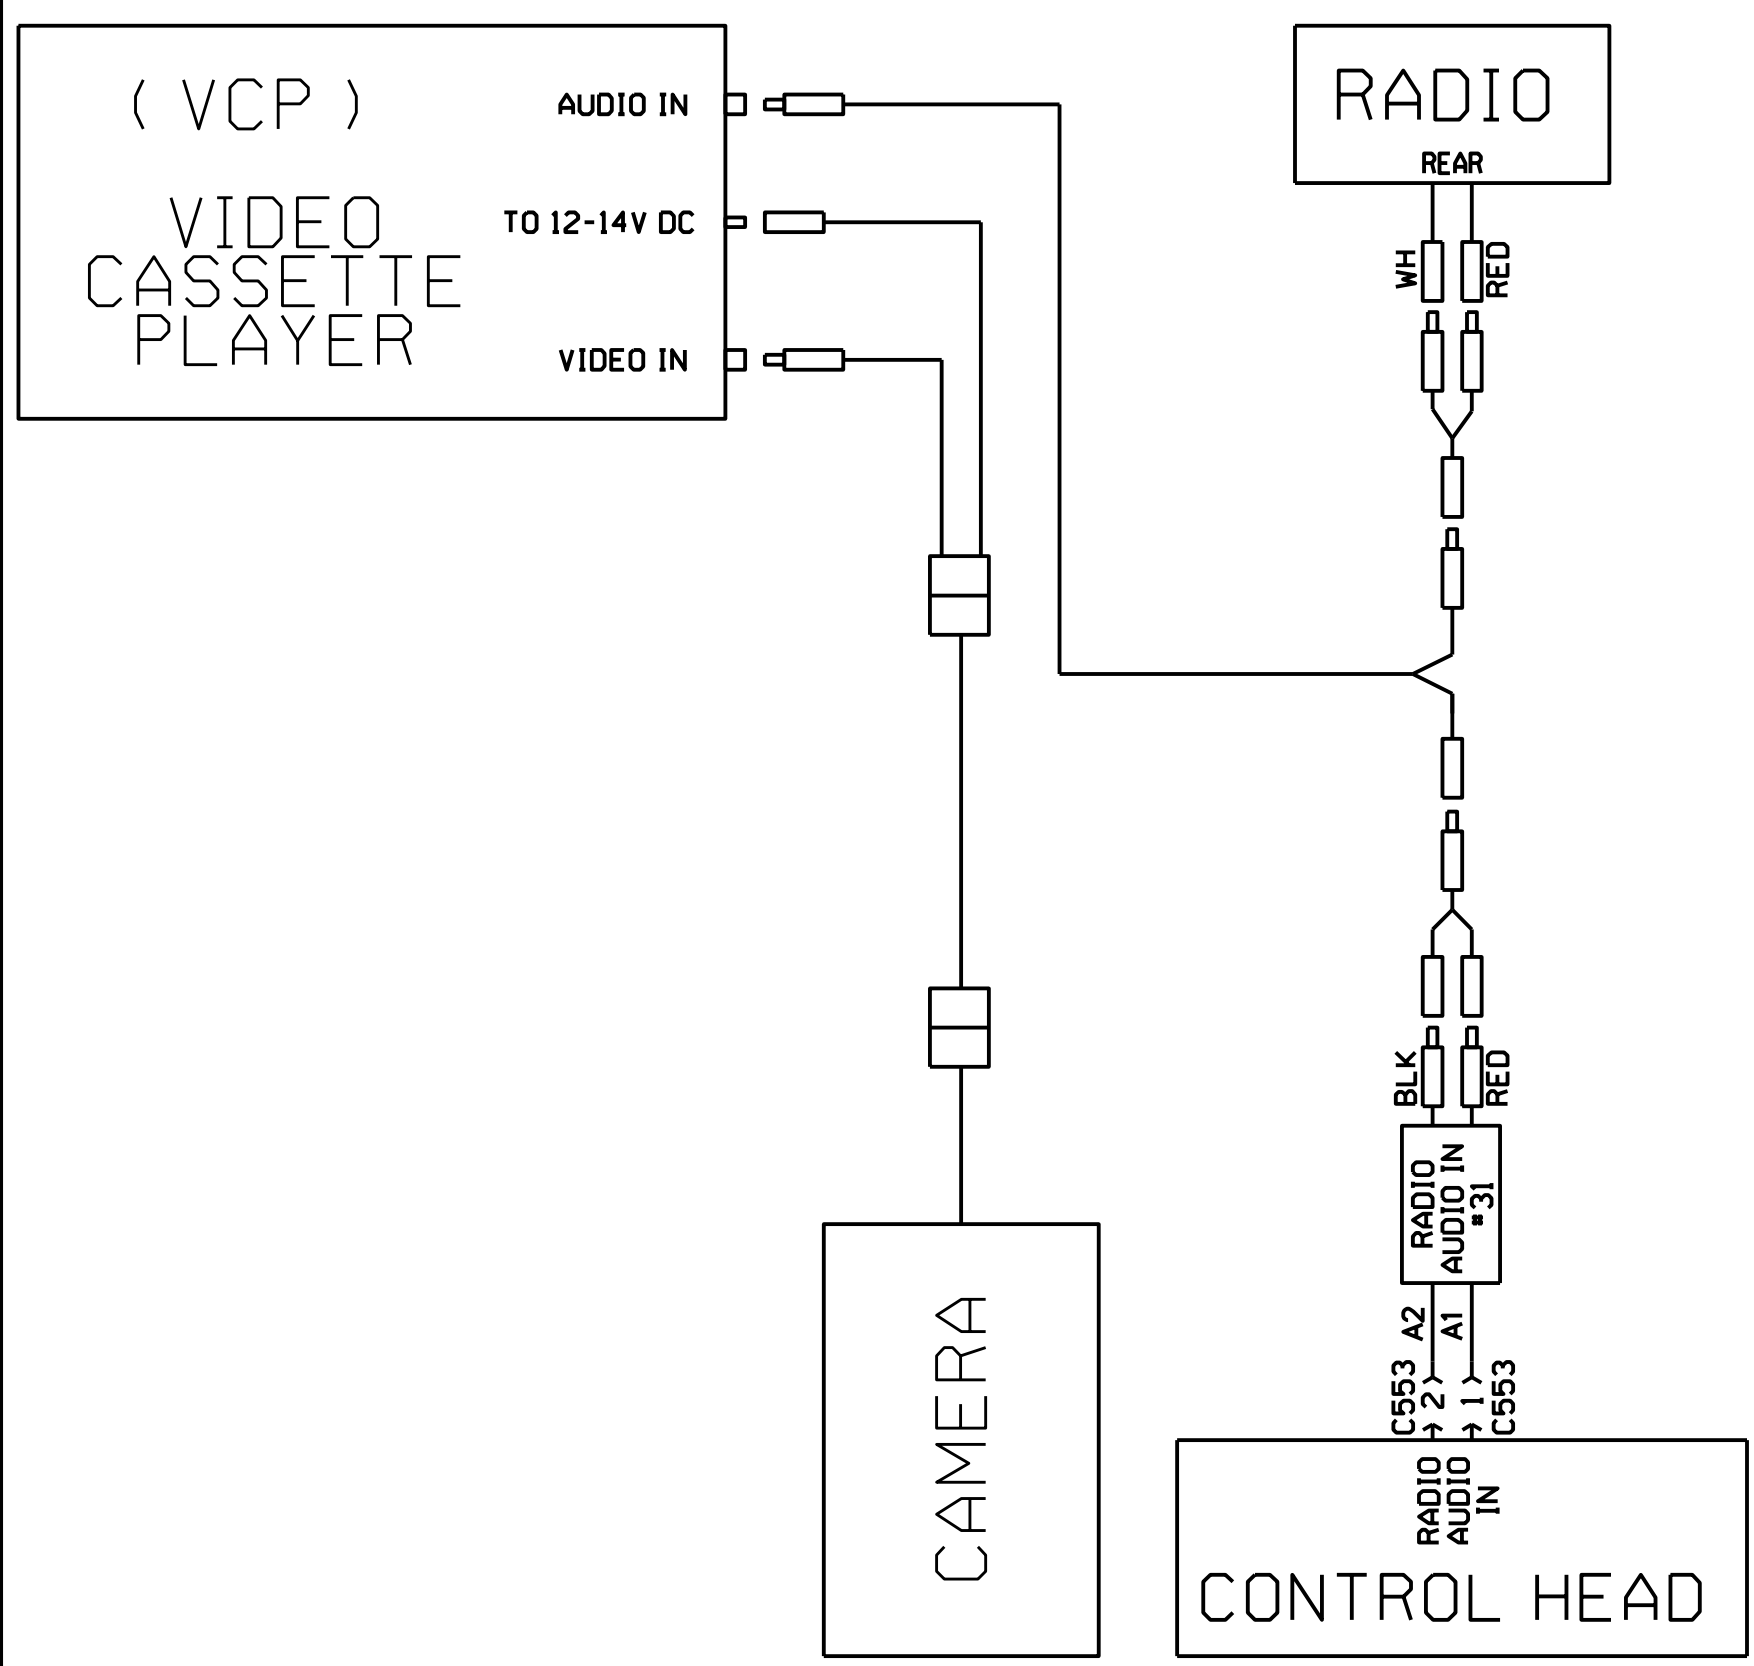 ( VCP )
VIDEO
CASSETTE
PLAYER
AUDIO IN
TO 12-14V DC
VIDEO IN
RADIO
REAR
WH
RED
BLK
RED
RADIO
AUDIO IN
#31
A2
A1
C553
2
1
C553
RADIO
AUDIO
IN
CONTROL HEAD
CAMERA